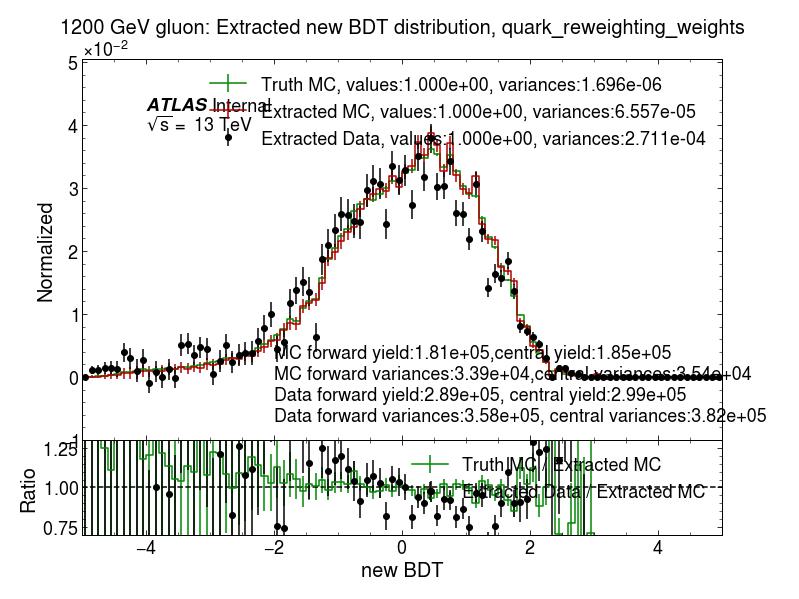 1200 GeV gluon: Extracted new BDT distribution, quark_reweighting_weights
×10⁻²
Truth MC, values:1.000e+00, variances:1.696e-06
ATLAS Internal
Extracted MC, values:1.000e+00, variances:6.557e-05
√s = 13 TeV
Extracted Data, values:1.000e+00, variances:2.711e-04
5
4
3
2
1
0
Normalized
MC forward yield:1.81e+05,central yield:1.85e+05
MC forward variances:3.39e+04,central variances:3.54e+04
Data forward yield:2.89e+05, central yield:2.99e+05
Data forward variances:3.58e+05, central variances:3.82e+05
1.25
1.00
0.75
Ratio
Truth MC / Extracted MC
Extracted Data / Extracted MC
−4 −2 0 2 4
new BDT